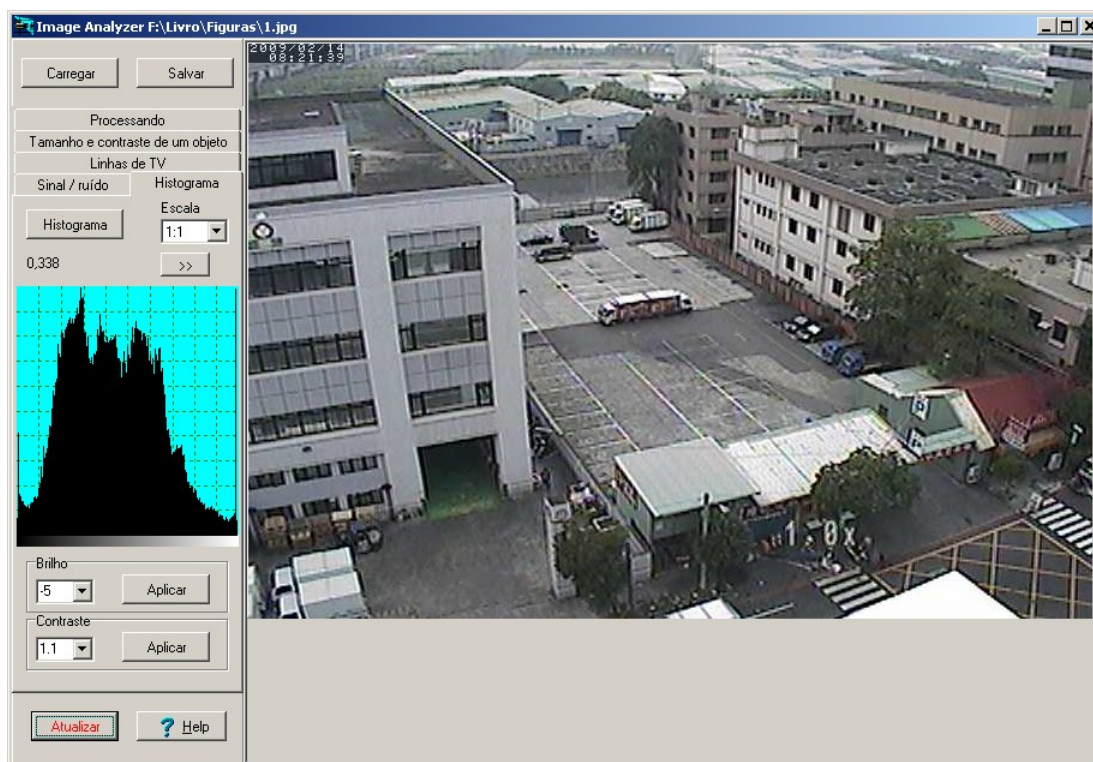 Image Analyzer F:\Livro\Figuras\1.jpg
Carregar Salvar
Processando
Tamanho e contraste de um objeto
Linhas de TV
Sinal / ruído Histograma
Histograma
Escala
1:1
0,338
>>
Brilho
-5 Aplicar
Contraste
1.1 Aplicar
Atualizar ? Help
2009/02/14
08:21:39
P
1.0x